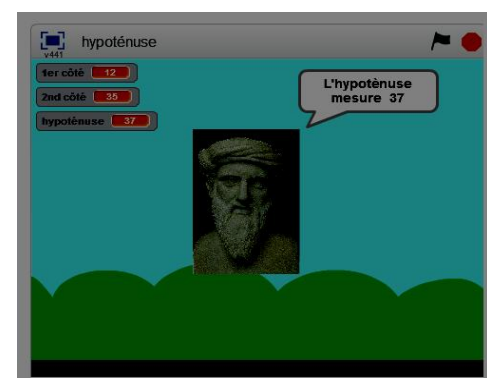 hypoténuse
v441
1er côté 12
2nd côté 35
hypoténuse 37
L'hypotènuse
mesure 37